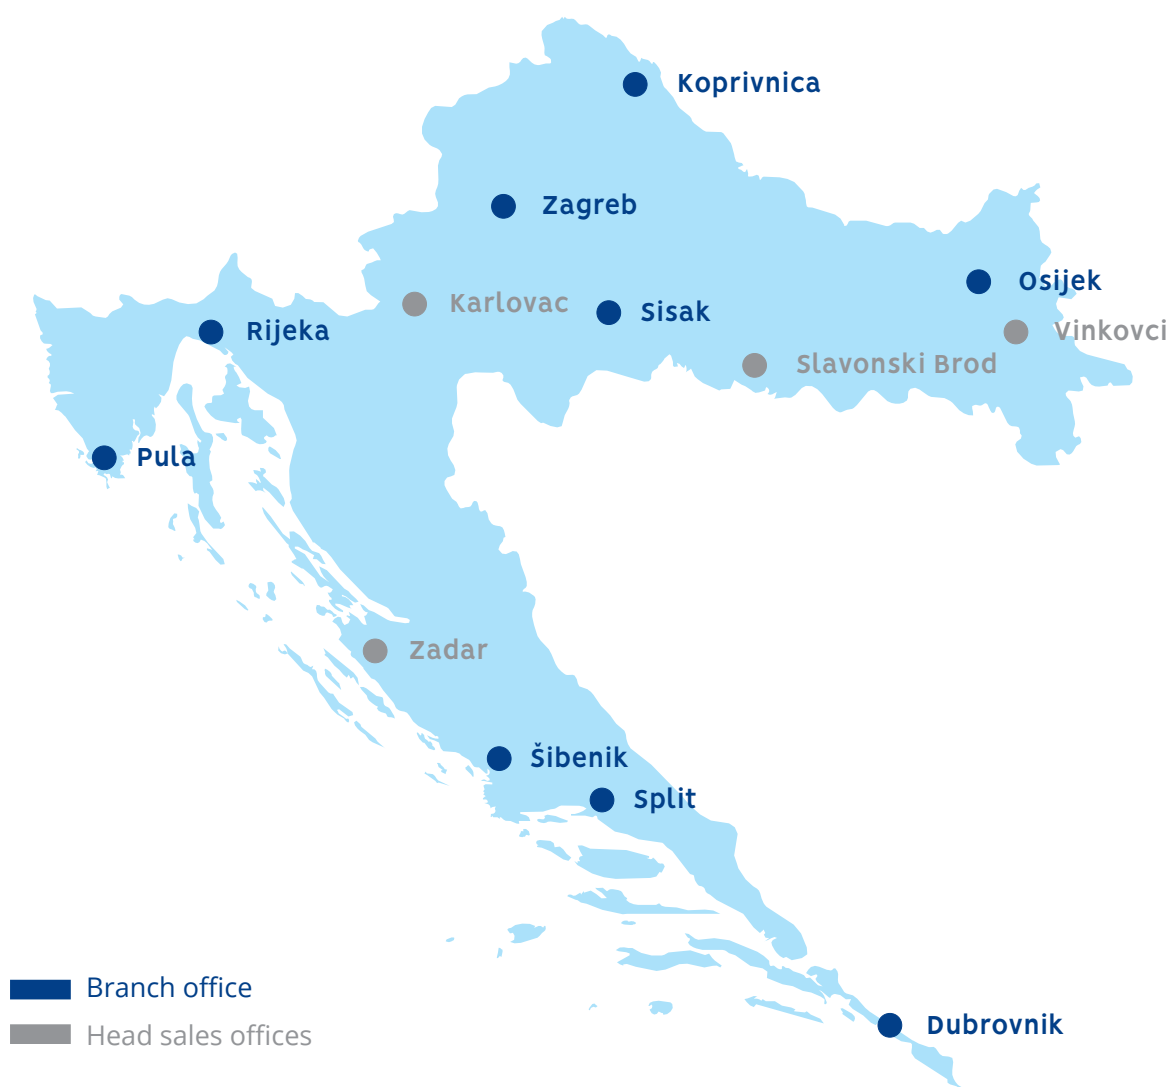 Koprivnica
Zagreb
Osijek
Karlovac
Sisak
Rijeka
Vinkovci
Slavonski Brod
Pula
Zadar
Šibenik
Split
Branch office
Dubrovnik
Head sales offices